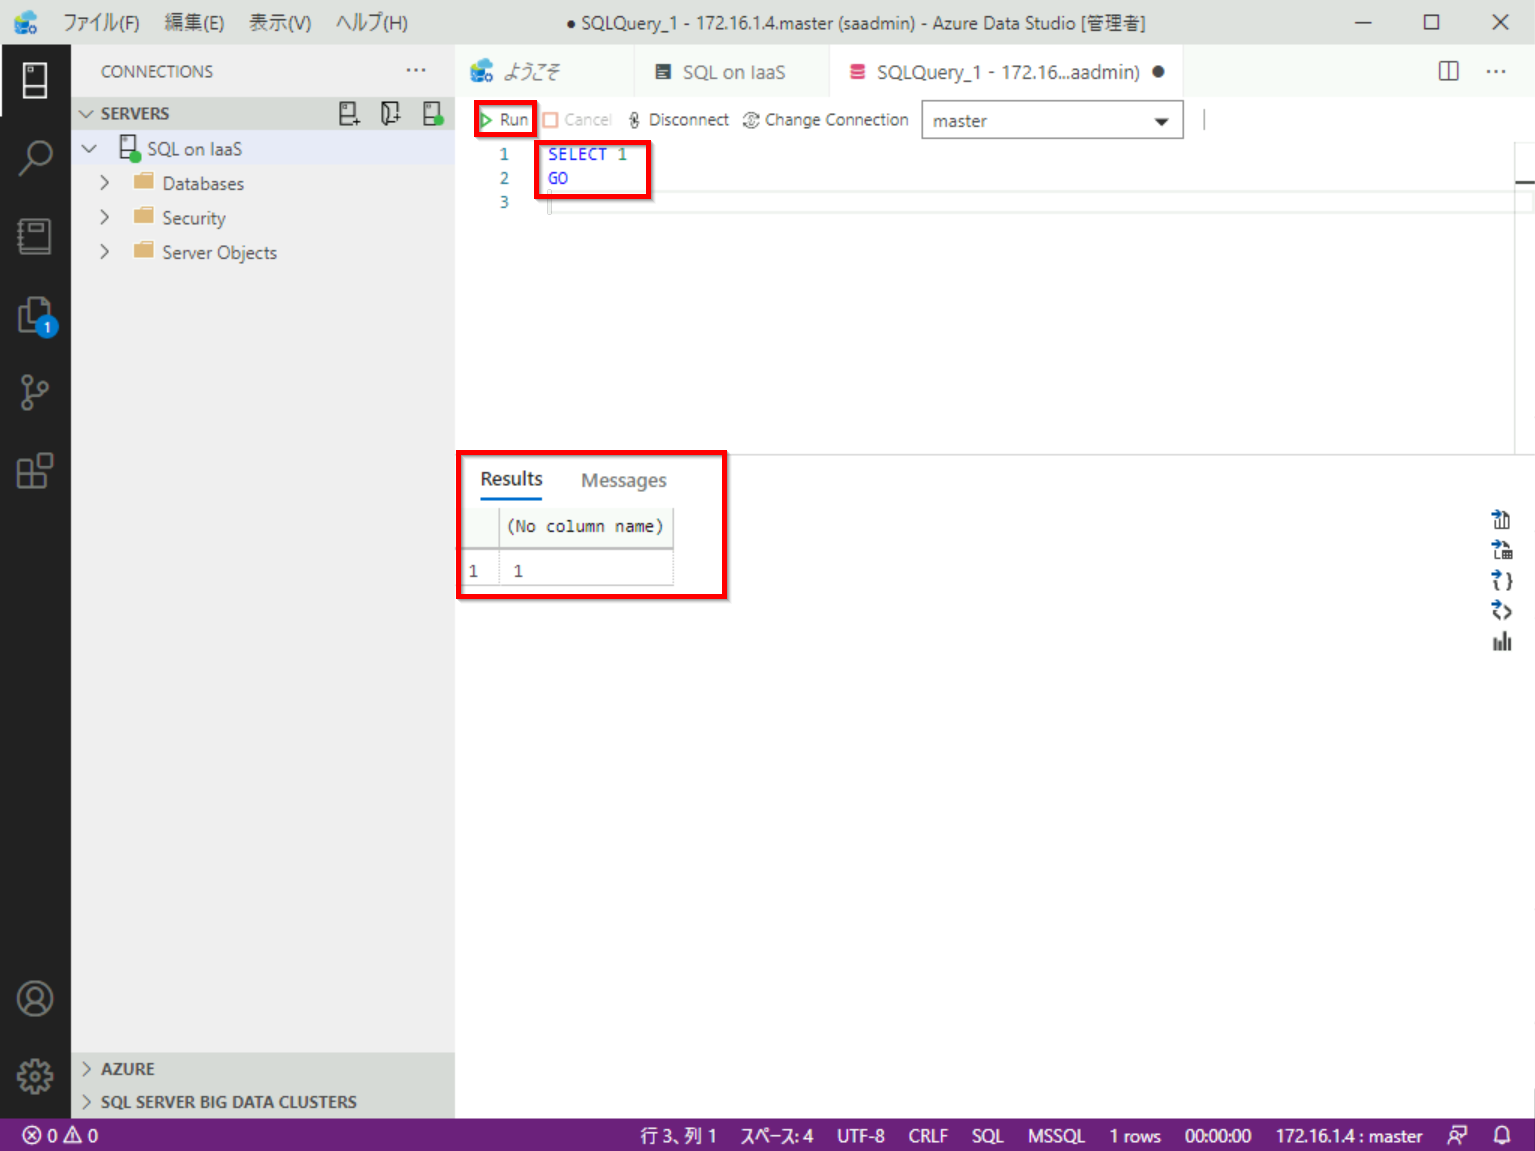 ファイル(F) 編集(E) 表示(V) ヘルプ(H) ● SQLQuery_1 - 172.16.1.4.master (saadmin) - Azure Data Studio [管理者]
CONNECTIONS
ようこそ SQL on IaaS SQLQuery_1 - 172.16...aadmin) ●
SERVERS
Run Cancel Disconnect Change Connection master
SQL on IaaS
Databases
Security
Server Objects
1 SELECT 1
2 GO
3
Results Messages
(No column name)
1 1
1
AZURE
SQL SERVER BIG DATA CLUSTERS
0 0 行 3、列 1 スペース: 4 UTF-8 CRLF SQL MSSQL 1 rows 00:00:00 172.16.1.4 : master